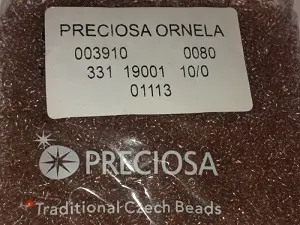 PRECIOSA ORNELA
003910 0080
331 19001 10/0
01113
PRECIOSA
Traditional Czech Beads